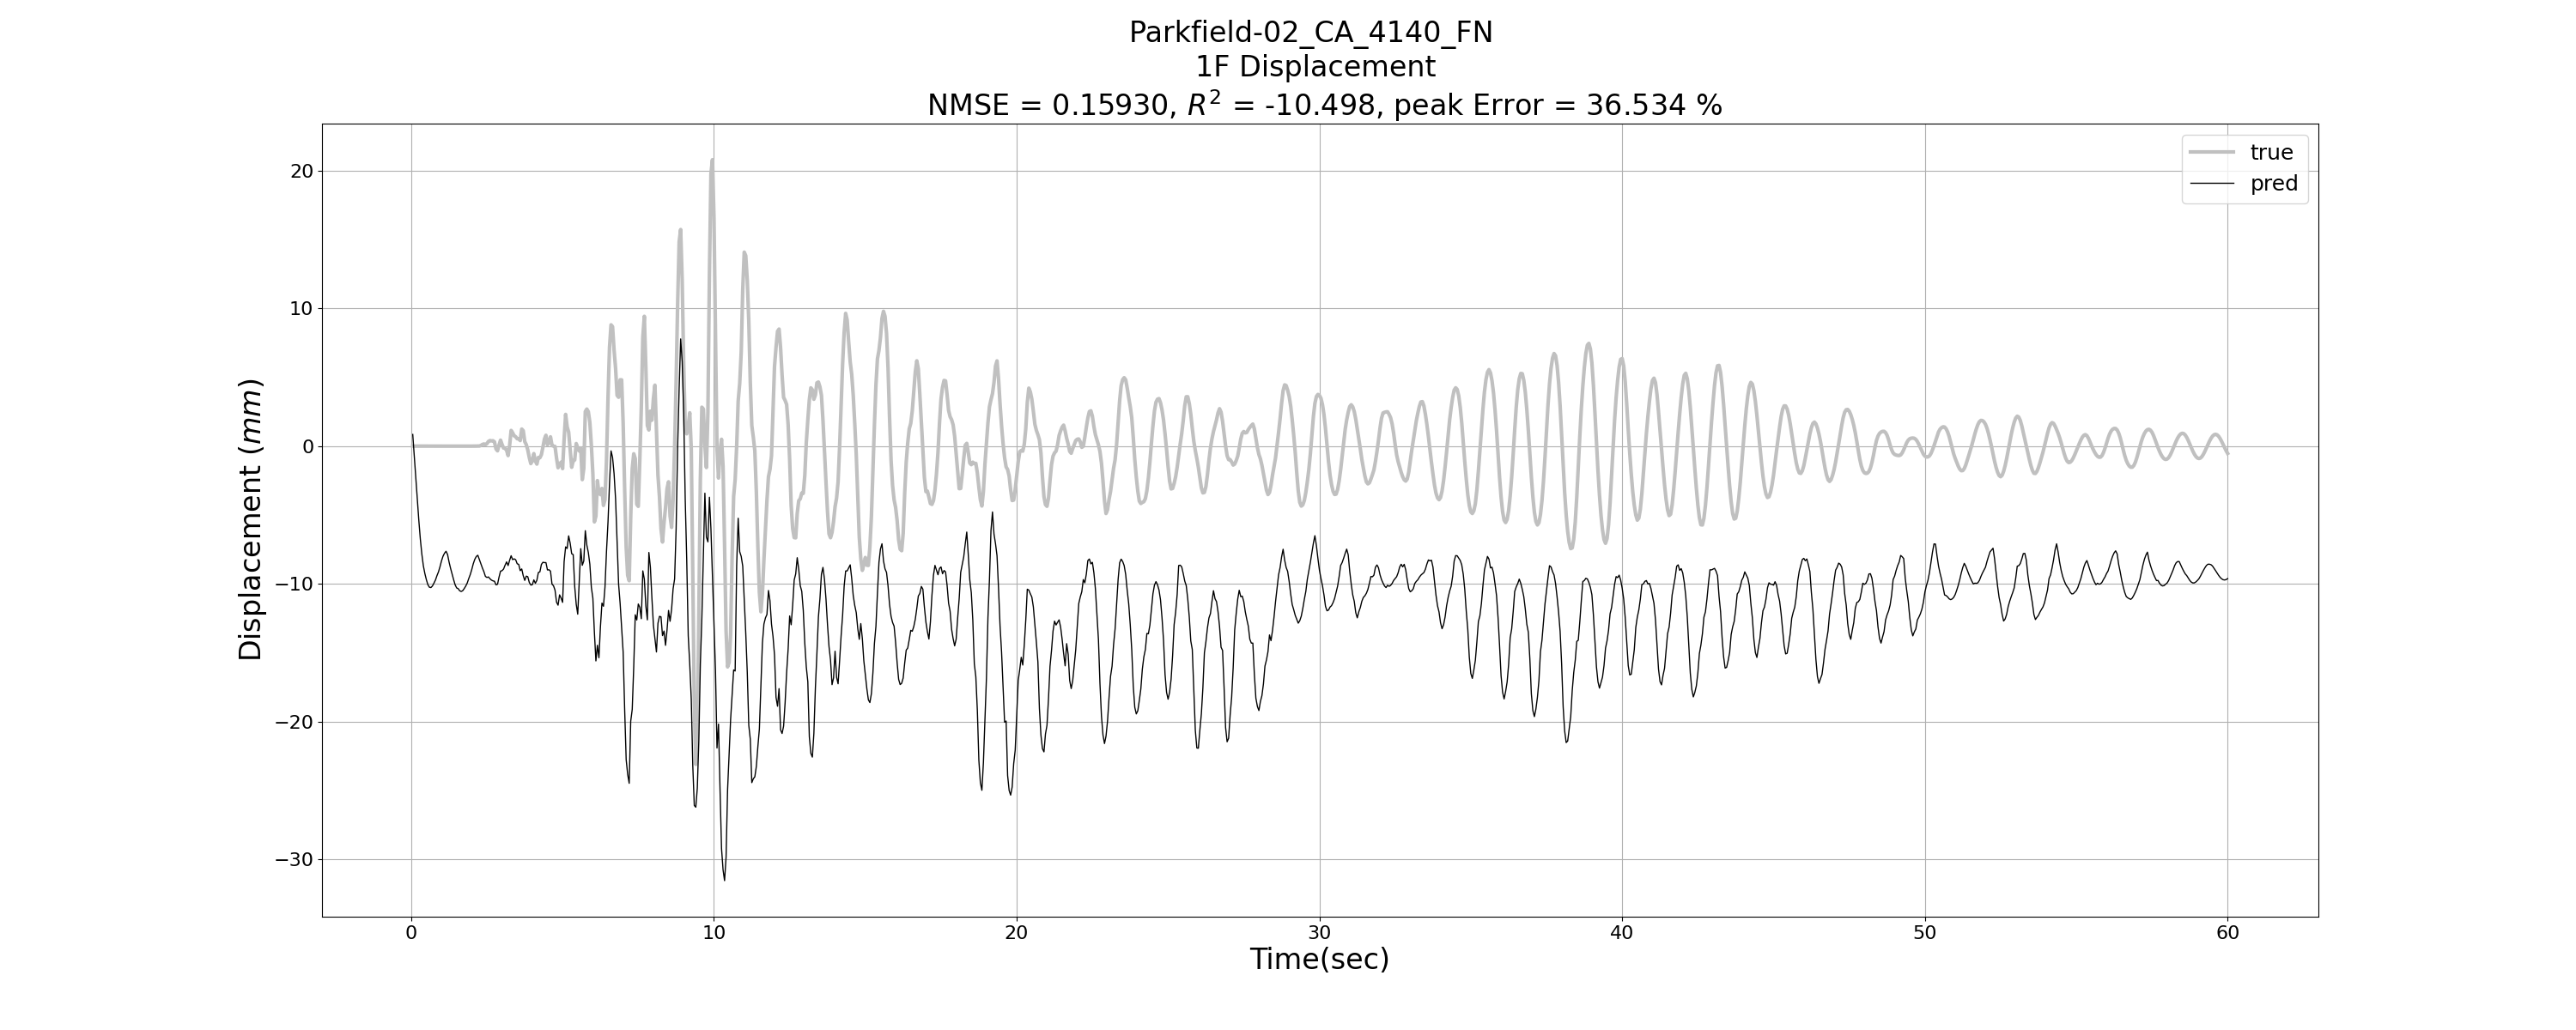 Parkfield-02_CA_4140_FN
1F Displacement
NMSE = 0.15930, R² = -10.498, peak Error = 36.534 %
true
pred
Displacement (mm)
20
10
0
−10
−20
−30
0 10 20 30 40 50 60
Time(sec)